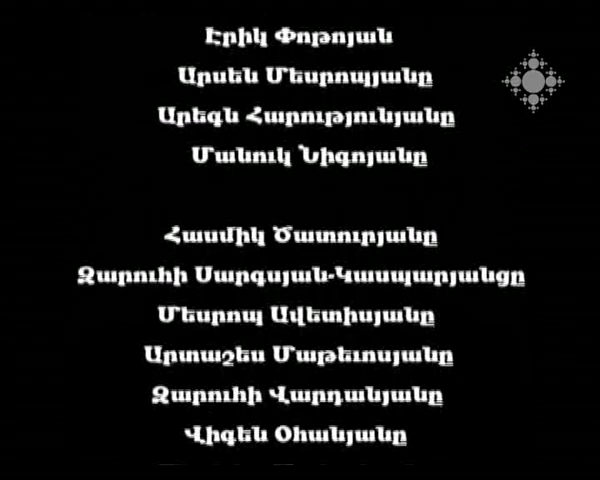 Էրիկ Փոթոյան
Արսեն Մեսրոպյանը
Արեգն Հարությունյանը
Մանուկ Նիգոյանը
Հասմիկ Ծատուրյանը
Զարուհի Սարգսյան-Կասպարյանցը
Մեսրոպ Ավետիսյանը
Արտաշես Մաթեւոսյանը
Զարուհի Վարդանյանը
Վիգեն Օհանյանը